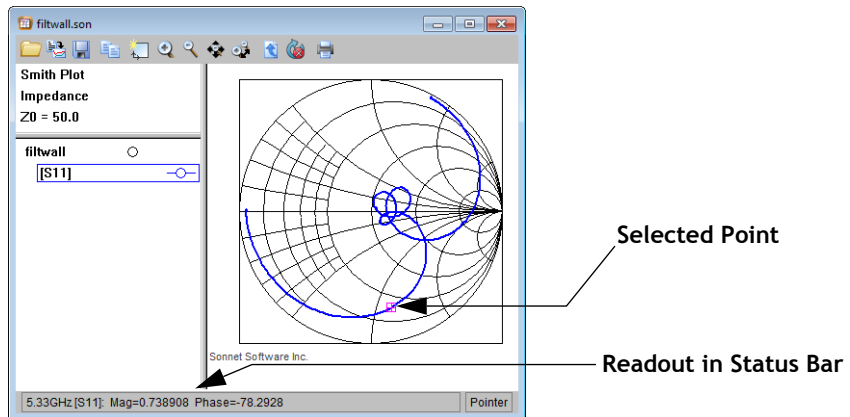 filtwall.son
Smith Plot
Impedance
Z0 = 50.0
filtwall
[S11]
Selected Point
Sonnet Software Inc.
Readout in Status Bar
5.33GHz [S11]: Mag=0.738908 Phase=-78.2928
Pointer